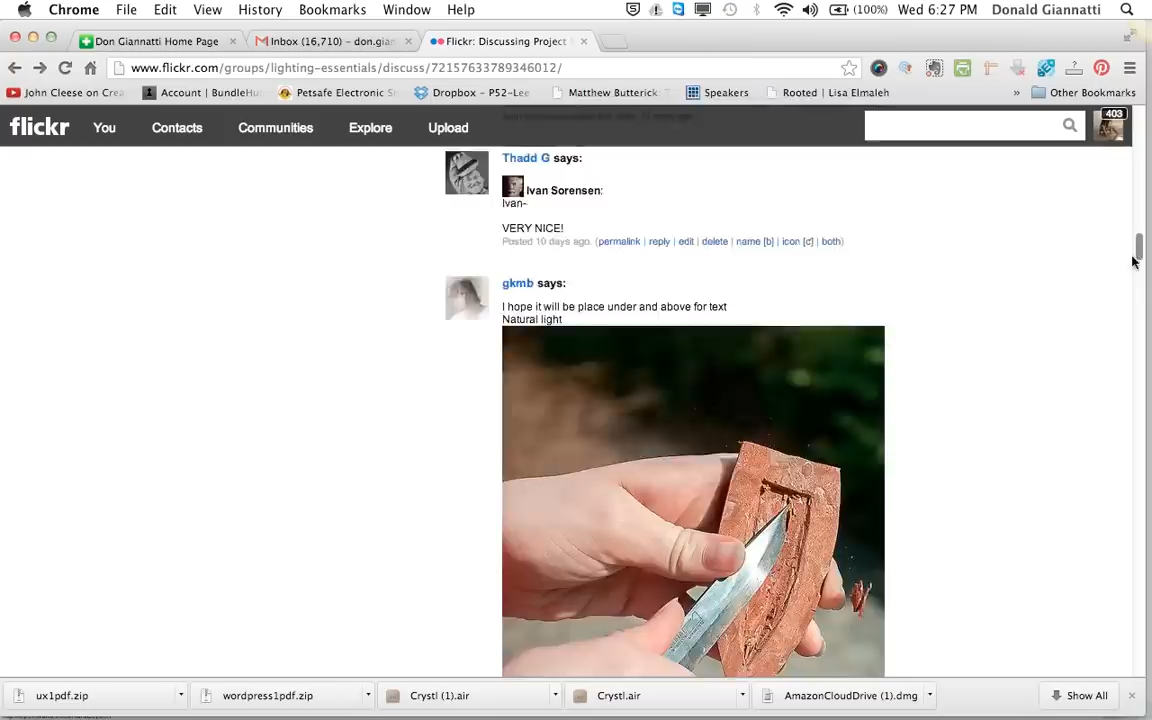 Chrome File Edit View History Bookmarks Window Help (100%) Wed 6:27 PM Donald Giannatti
Don Giannatti Home Page Inbox (16,710) – don.gia Flickr: Discussing Project
www.flickr.com/groups/lighting-essentials/discuss/72157633789346012/
John Cleese on Crea Account | BundleHu Petsafe Electronic Dropbox – P52–Lee Matthew Butterick: Speakers Rooted | Lisa Elmaleh » Other Bookmarks
flickr You Contacts Communities Explore Upload 403
Thadd G says:
Ivan Sorensen:
Ivan-
VERY NICE!
Posted 10 days ago. (permalink | reply | edit | delete | name [b] | icon [c] | both)
gkmb says:
I hope it will be place under and above for text
Natural light
ux1pdf.zip wordpress1pdf.zip Crystl (1).air Crystl.air AmazonCloudDrive (1).dmg Show All